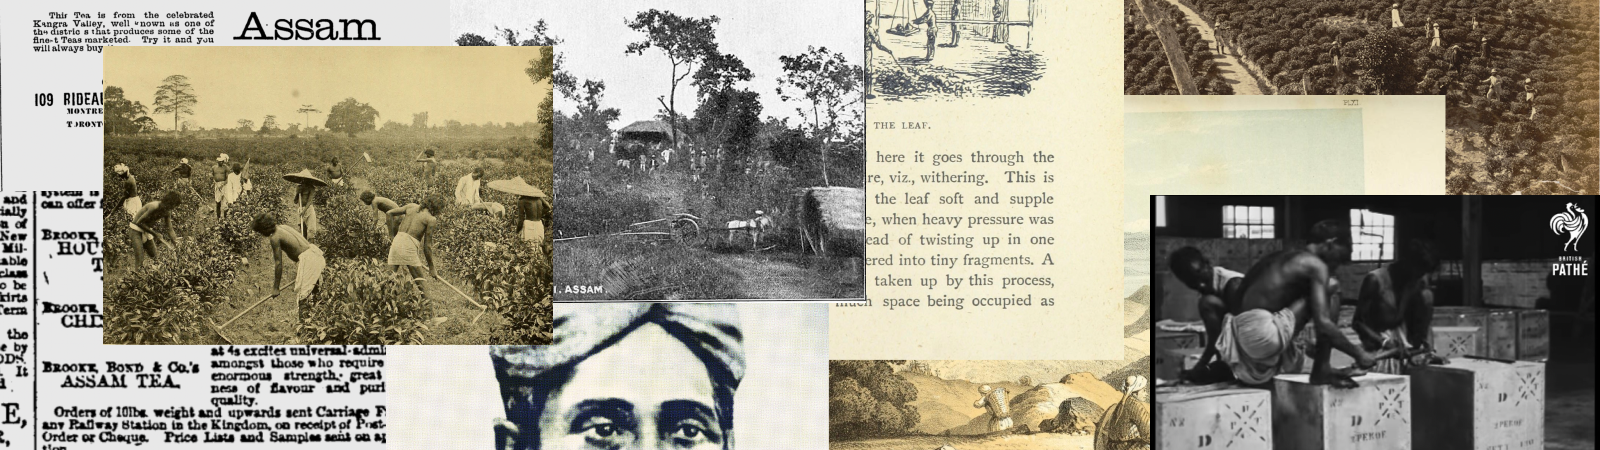 This Tea is from the celebrated
Kangra Valley, well known as one of
the districts that produces some of the
finest Teas marketed. Try it and you
will always buy
Assam
109 RIDEAU
MONTRE
TORONT
and
can offer
New
Mil-
able
class
o be
kirts
Term
the
e by
It
E,
BROOKE,
HOU
T
BROOKE
CHI
BROOKE, BOND & Co.'s
ASSAM TEA.
at 4s excites universal admi
amongst those who require
enormous strength, great
ness of flavour and puri
quality.
Orders of 10lbs. weight and upwards sent Carriage F
any Railway Station in the Kingdom, on receipt of Post-
Order or Cheque. Price Lists and Samples sent on ap
tion.
ASSAM.
THE LEAF.
here it goes through the
re, viz., withering. This is
the leaf soft and supple
e, when heavy pressure was
ead of twisting up in one
ered into tiny fragments. A
taken up by this process,
much space being occupied as
BRITISH
PATHÉ
D
D
D